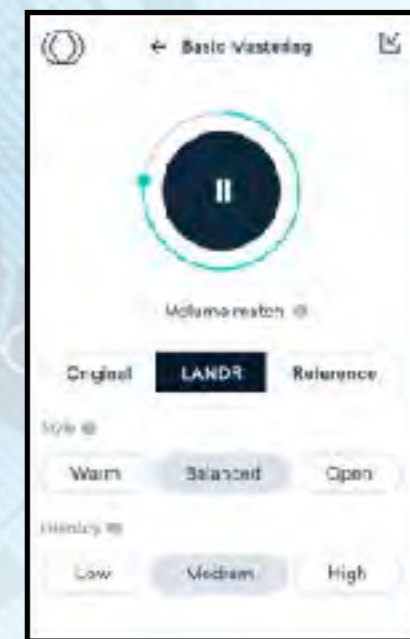 ← Basic Mastering
Volume match
Original LANDR Reference
Style
Warm Balanced Open
Intensity
Low Medium High